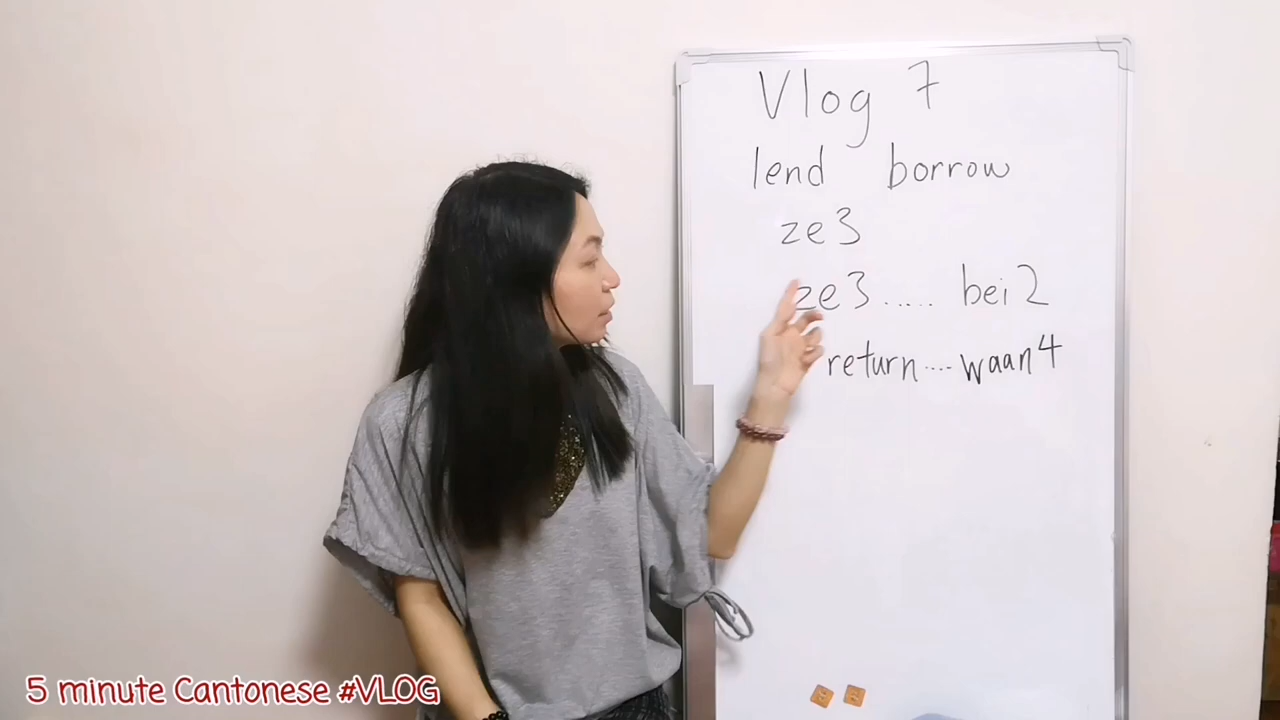 Vlog 7
lend borrow
ze3
ze3..... bei2
return....waan4
5 minute Cantonese #VLOG